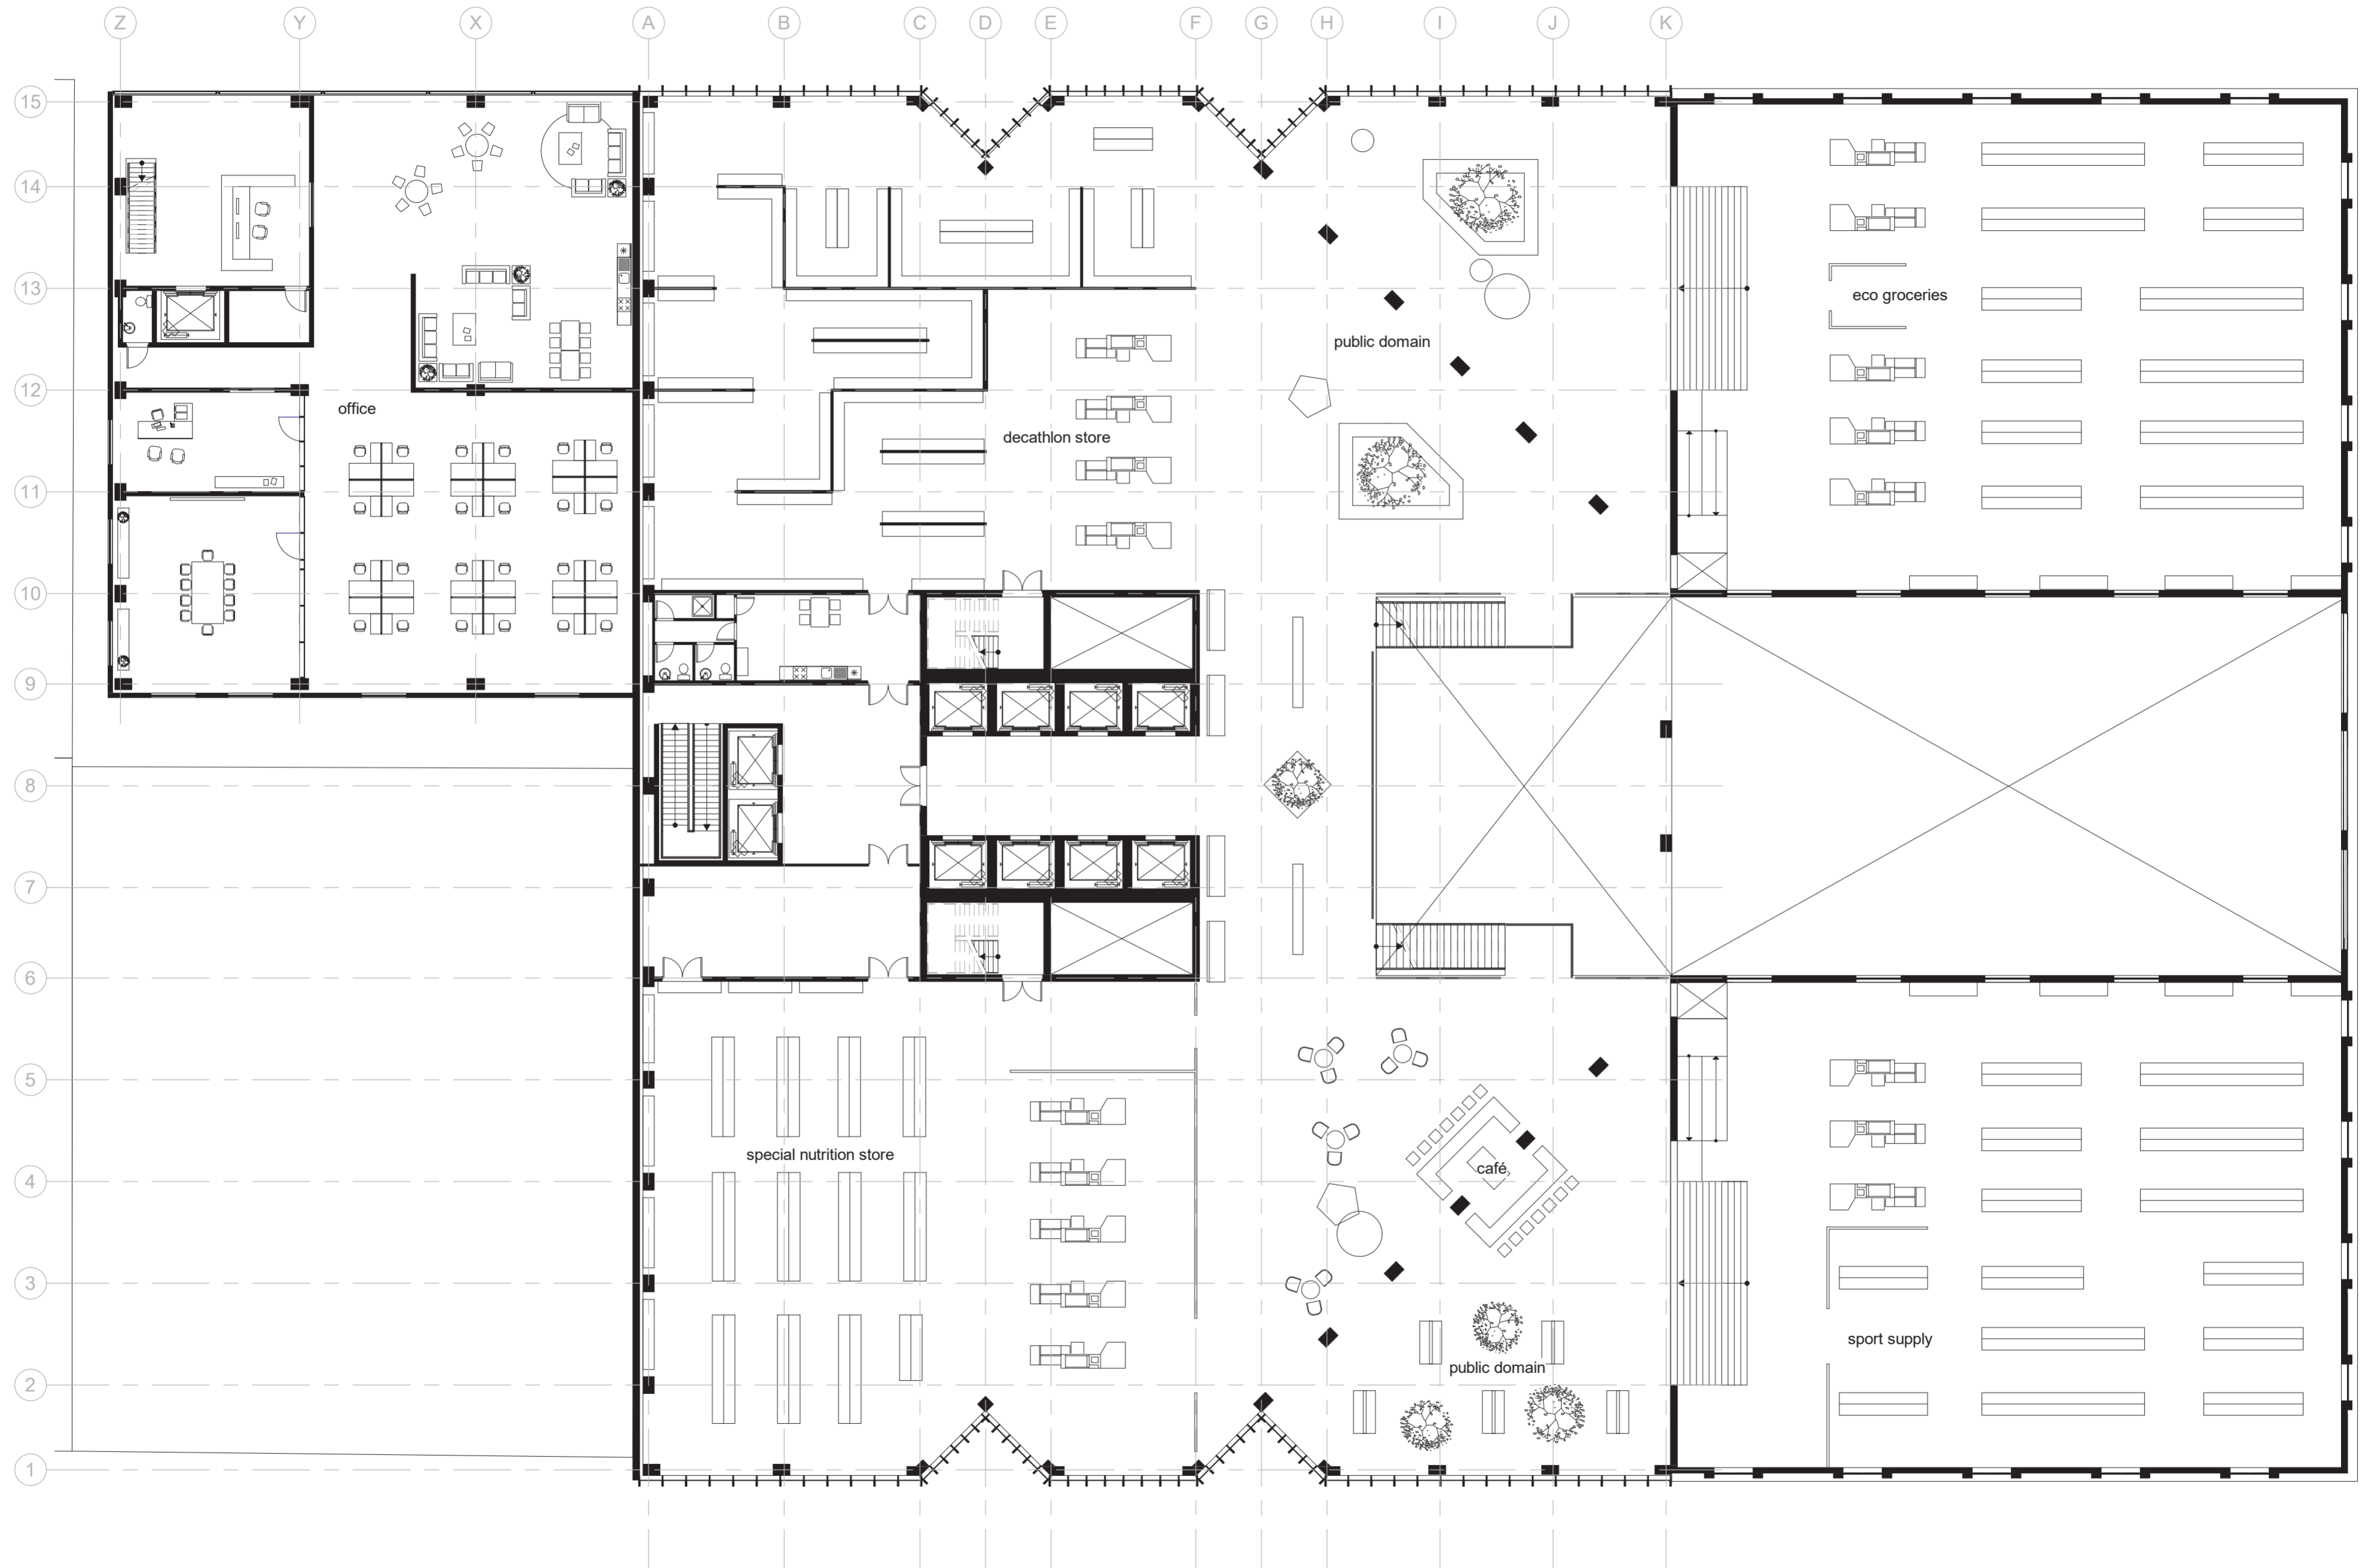 Z Y X A B C D E F G H I J K
15
14
13
eco groceries
public domain
12
office
decathlon store
11
10
9
8
7
6
5
special nutrition store
café
4
3
sport supply
public domain
2
1